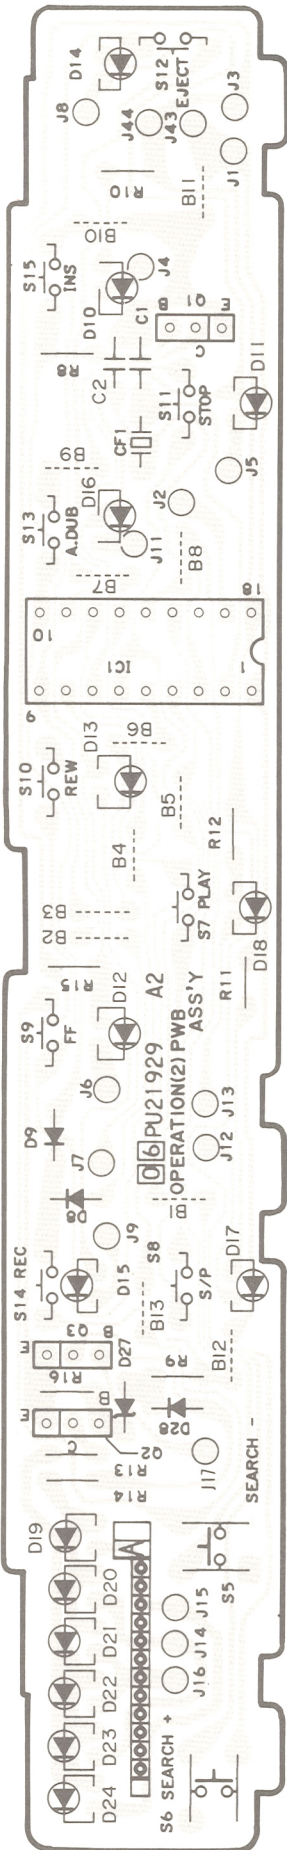 D14
S12
EJECT
J8
J44
J43
J3
J1
R10
B11
B10
S15
INS
J4
D10
C1
B
C
E
R8
C2
CF1
S11
STOP
D11
B9
J5
S13
A.DUB
D16
J11
J2
B8
B7
18
10
IC1
1
9
D13
B6
S10
REW
B5
B4
R12
B3
B2
S7 PLAY
D18
R11
R15
S9
FF
D12
A2
06 PU21929
OPERATION(2) PWB
ASS'Y
J6
D9
J7
J13
J12
D8
B1
J9
S8
S/P
D17
S14 REC
D15
B13
B12
E
Q3
B
D27
R16
E
B
Q2
D28
R13
R14
J17
SEARCH -
S5
D19
D20
D21
D22
D23
D24
A
J15
J14
J16
S6 SEARCH +